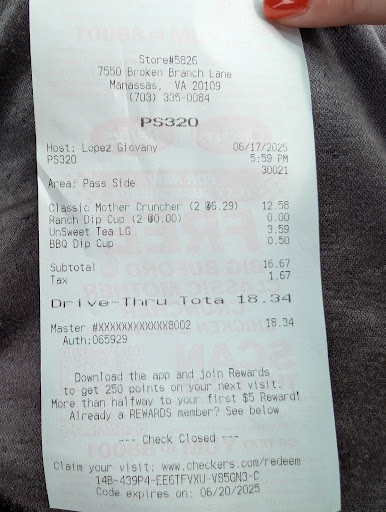 Store#5826
7550 Broken Branch Lane
Manassas, VA 20109
(703) 335-0084
PS320
Host: Lopez Giovany 06/17/2025
PS320 5:59 PM
30021
Area: Pass Side
Classic Mother Cruncher (2 @6.29) 12.58
Ranch Dip Cup (2 @0.00) 0.00
UnSweet Tea LG 3.59
BBQ Dip Cup 0.50
Subtotal 16.67
Tax 1.67
Drive-Thru Tota 18.34
Master #XXXXXXXXXXXX8002 18.34
Auth:065929
Download the app and join Rewards
to get 250 points on your next visit.
More than halfway to your first $5 Reward!
Already a REWARDS member? See below
--- Check Closed ---
Claim your visit: www.checkers.com/redeem
14B-439P4-EEGTFVXU-V85GN3-C
Code expires on: 06/20/2025